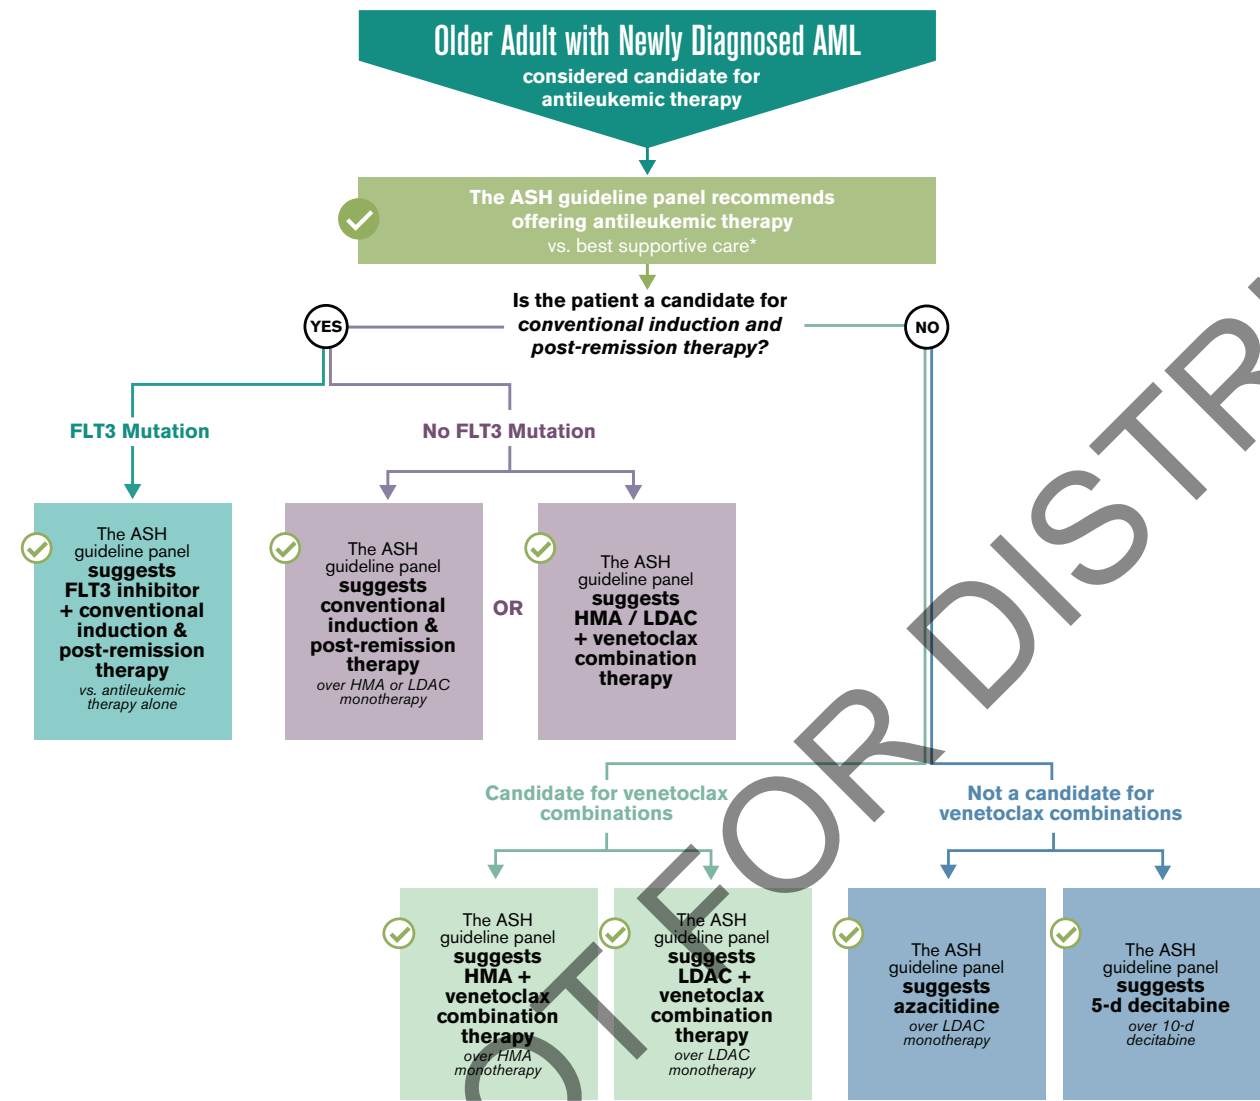 Older Adult with Newly Diagnosed AML
considered candidate for
antileukemic therapy
The ASH guideline panel recommends
offering antileukemic therapy
vs. best supportive care*
Is the patient a candidate for
conventional induction and
post-remission therapy?
YES
NO
FLT3 Mutation
No FLT3 Mutation
The ASH
guideline panel
suggests
FLT3 inhibitor
+ conventional
induction &
post-remission
therapy
vs. antileukemic
therapy alone
The ASH
guideline panel
suggests
conventional
induction &
post-remission
therapy
over HMA or LDAC
monotherapy
OR
The ASH
guideline panel
suggests
HMA / LDAC
+ venetoclax
combination
therapy
Candidate for venetoclax
combinations
Not a candidate for
venetoclax combinations
The ASH
guideline panel
suggests
HMA +
venetoclax
combination
therapy
over HMA
monotherapy
The ASH
guideline panel
suggests
LDAC +
venetoclax
combination
therapy
over LDAC
monotherapy
The ASH
guideline panel
suggests
azacitidine
over LDAC
monotherapy
The ASH
guideline panel
suggests
5-d decitabine
over 10-d
decitabine
OT FOR DISTR